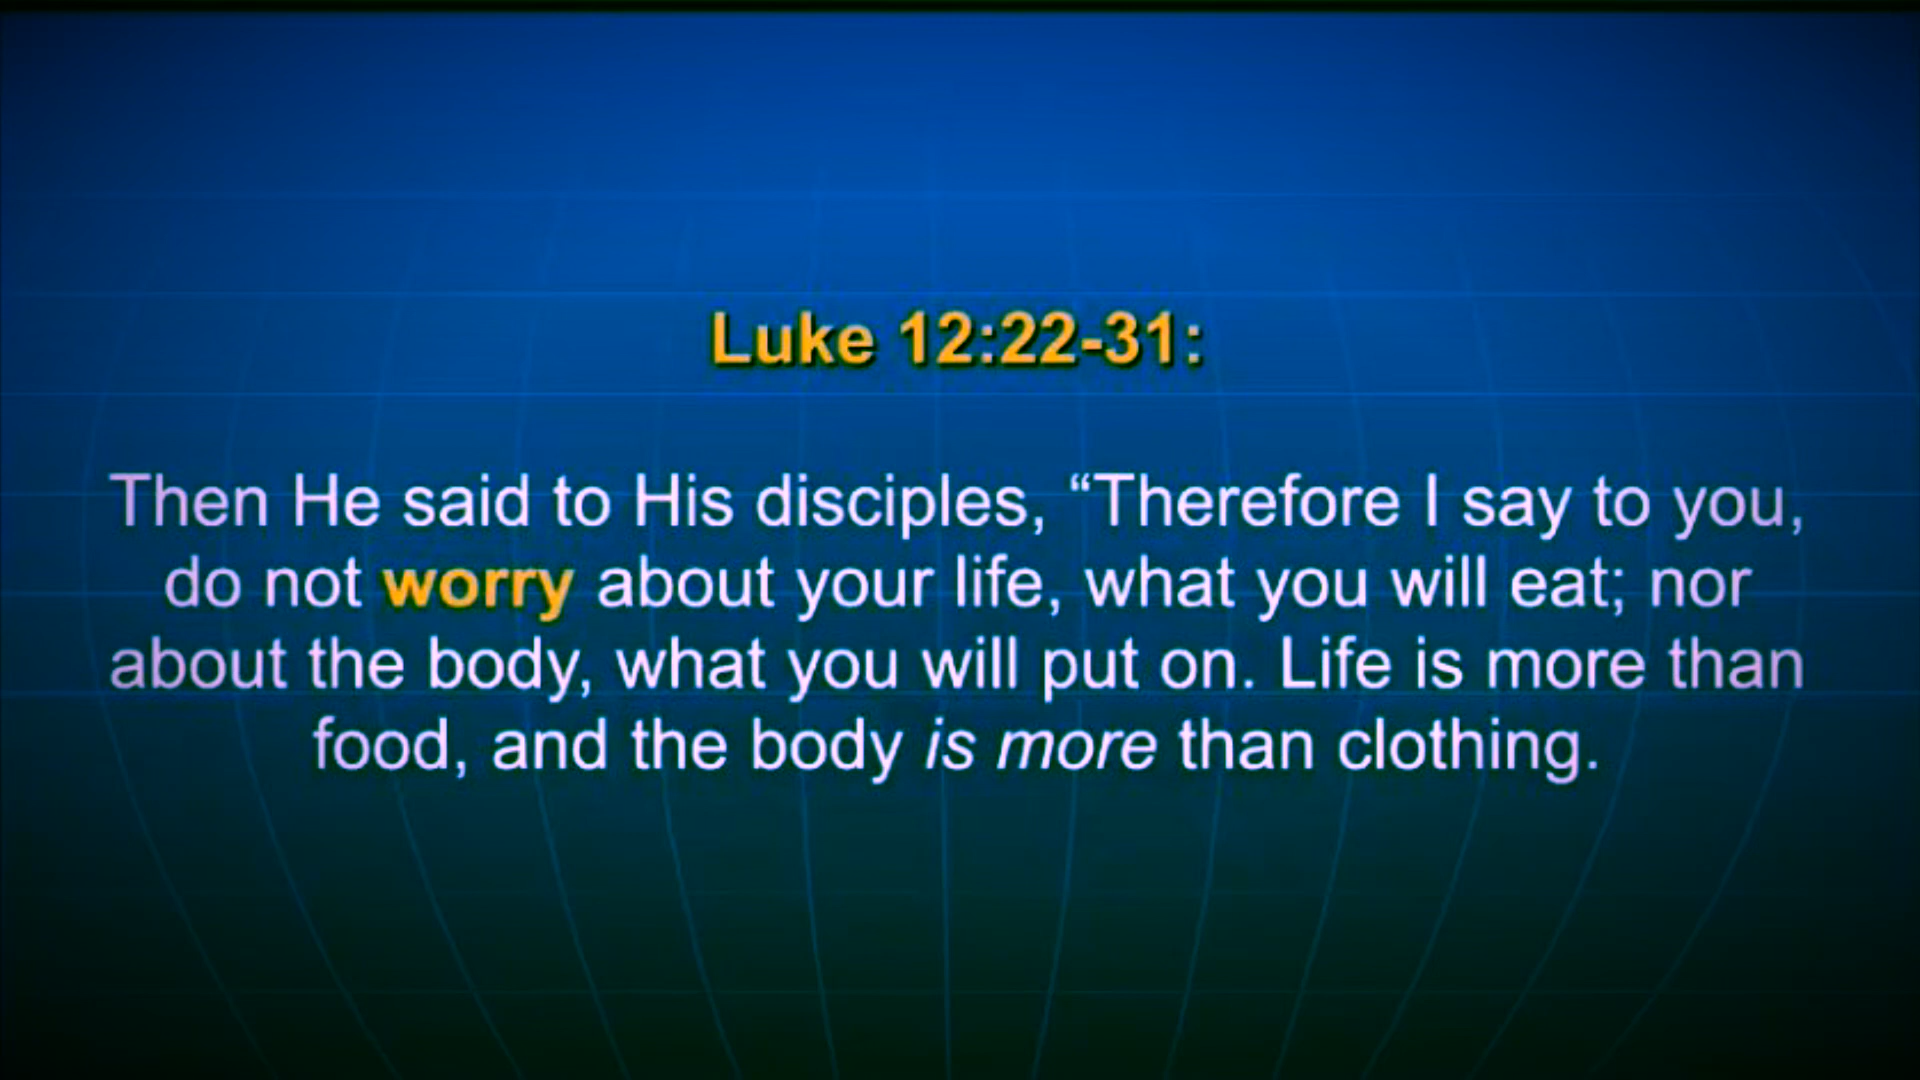 Luke 12:22-31:
Then He said to His disciples, “Therefore I say to you,
do not worry about your life, what you will eat; nor
about the body, what you will put on. Life is more than
food, and the body is more than clothing.